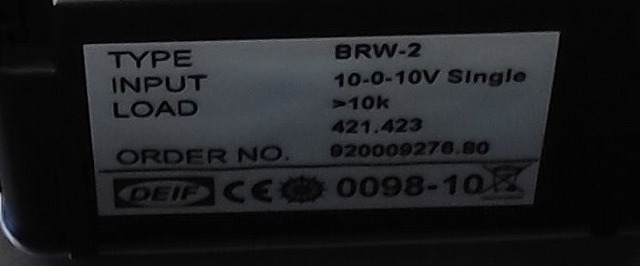 TYPE BRW-2
INPUT 10-0-10V Single
LOAD >10k
421.423
ORDER NO. 920009276.80
DEIF CE 0098-10